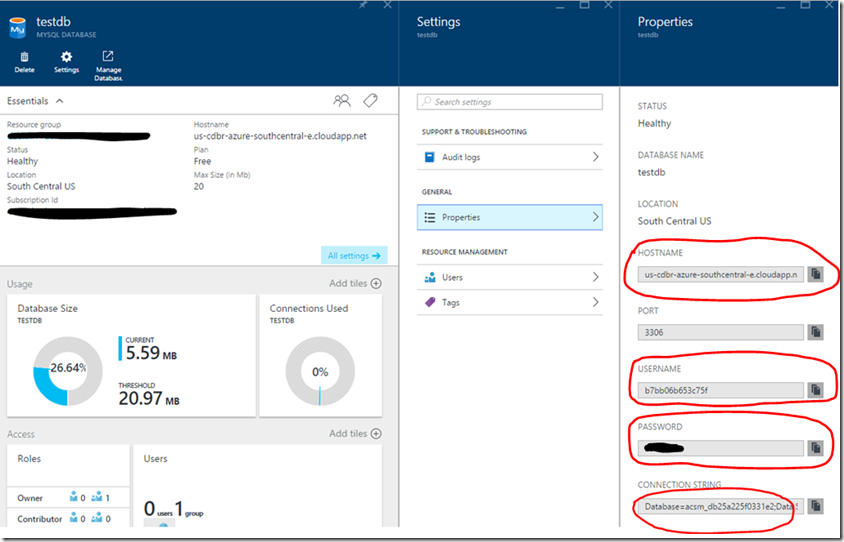 testdb
MYSQL DATABASE
My
Delete
Settings
Manage
Database.
Essentials
Resource group
Hostname
us-cdbr-azure-southcentral-e.cloudapp.net
Status
Healthy
Plan
Free
Location
South Central US
Max Size (in Mb)
20
Subscription Id
All settings
Usage
Add tiles
Database Size
TESTDB
26.64%
CURRENT
5.59 MB
THRESHOLD
20.97 MB
Connections Used
TESTDB
0%
Access
Add tiles
Roles
Owner 0 1
Contributor 0 0
Users
0 users 1 group
Settings
testdb
Search settings
SUPPORT & TROUBLESHOOTING
Audit logs
GENERAL
Properties
RESOURCE MANAGEMENT
Users
Tags
Properties
testdb
STATUS
Healthy
DATABASE NAME
testdb
LOCATION
South Central US
HOSTNAME
us-cdbr-azure-southcentral-e.cloudapp.n
PORT
3306
USERNAME
b7bb06b653c75f
PASSWORD
CONNECTION STRING
Database=acsm_db25a225f0331e2;Data